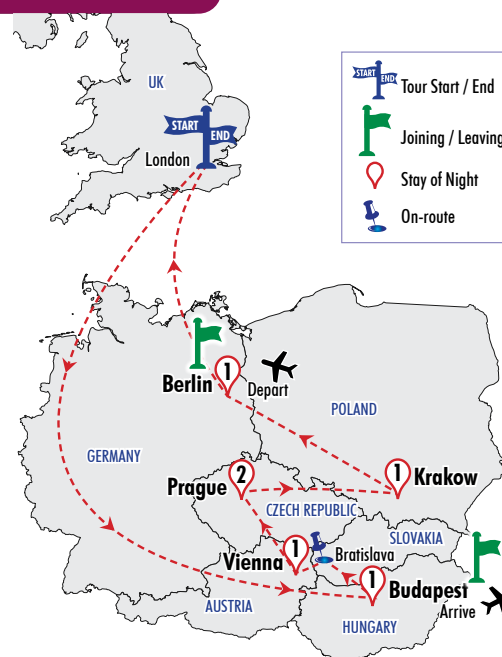 UK
START
END
London
START
END
Tour Start / End
Joining / Leaving
Stay of Night
On-route
Berlin
1
Depart
POLAND
GERMANY
Prague
2
1
Krakow
CZECH REPUBLIC
SLOVAKIA
Vienna
1
Bratislava
1
Budapest
Arrive
AUSTRIA
HUNGARY